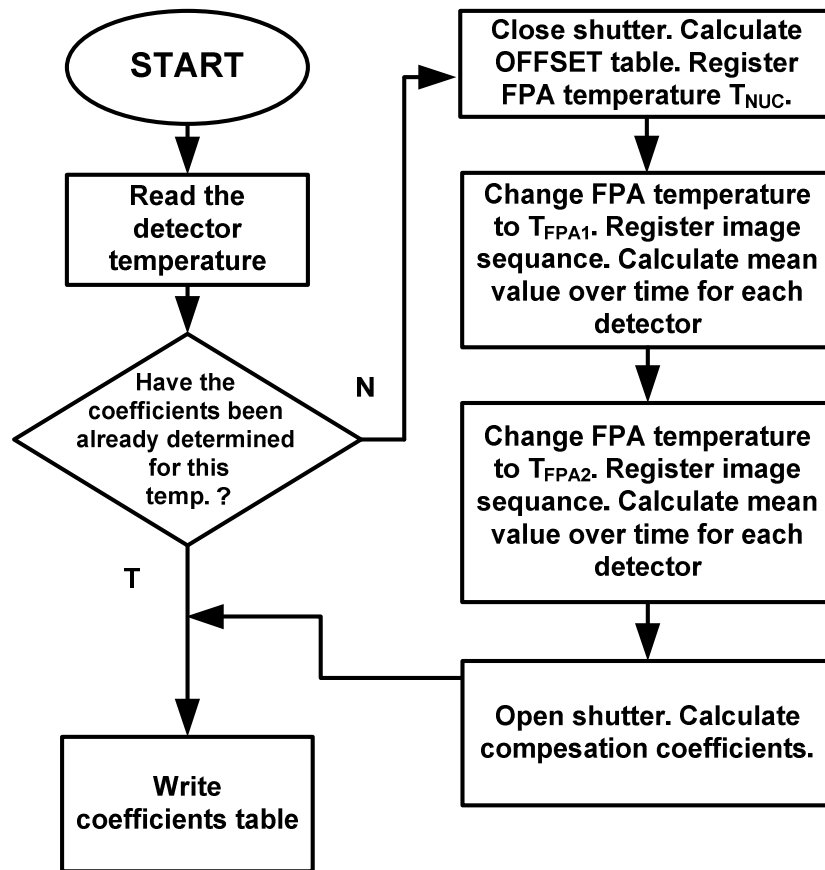 START
Read the
detector
temperature
Have the
coefficients been
already determined
for this
temp. ?
N
T
Write
coefficients table
Close shutter. Calculate
OFFSET table. Register
FPA temperature TNUC.
Change FPA temperature
to TFPA1. Register image
sequance. Calculate mean
value over time for each
detector
Change FPA temperature
to TFPA2. Register image
sequance. Calculate mean
value over time for each
detector
Open shutter. Calculate
compesation coefficients.